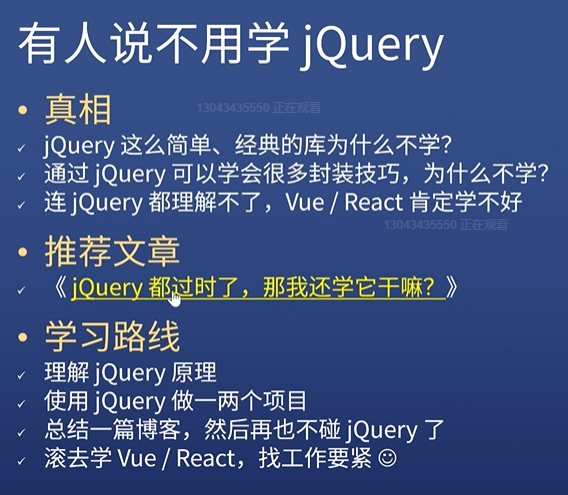 有人说不用学 jQuery
• 真相
13043435550 正在观看
✓ jQuery 这么简单、经典的库为什么不学?
✓ 通过 jQuery 可以学会很多封装技巧，为什么不学?
✓ 连 jQuery 都理解不了，Vue / React 肯定学不好
13043435550 正在观看
• 推荐文章
✓ 《jQuery 都过时了，那我还学它干嘛？》
• 学习路线
✓ 理解 jQuery 原理
✓ 使用 jQuery 做一两个项目
✓ 总结一篇博客，然后再也不碰 jQuery 了
✓ 滚去学 Vue / React，找工作要紧 ☺